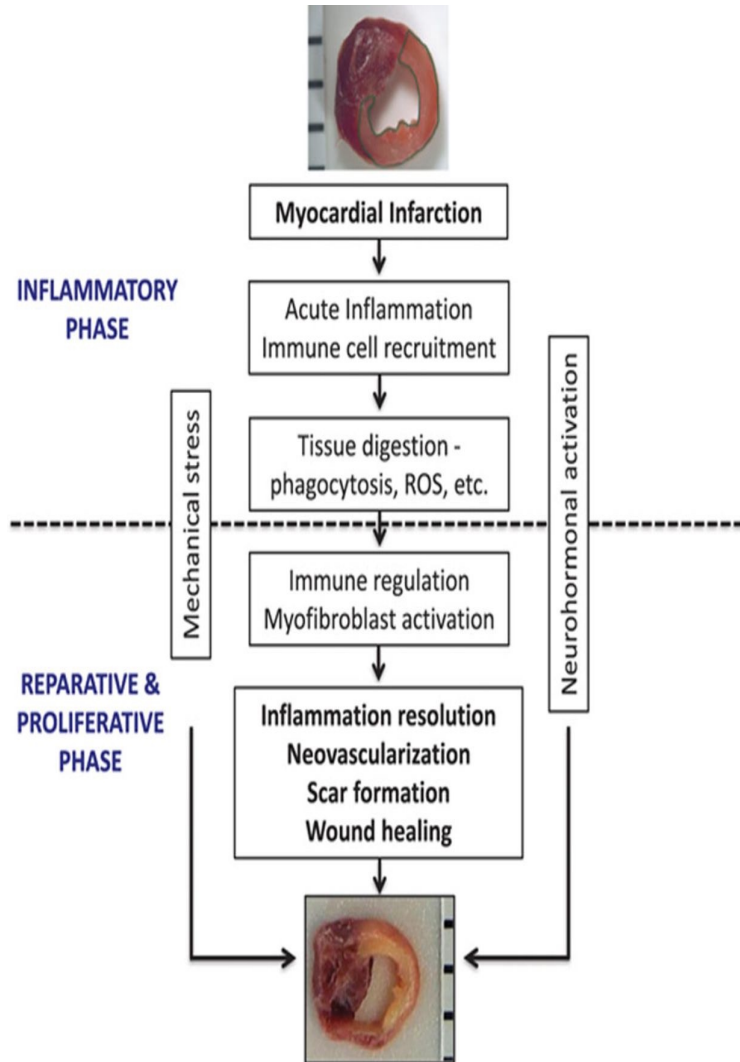 Myocardial Infarction
INFLAMMATORY
PHASE
Acute Inflammation
Immune cell recruitment
Tissue digestion -
phagocytosis, ROS, etc.
Mechanical stress
Neurohormonal activation
Immune regulation
Myofibroblast activation
REPARATIVE &
PROLIFERATIVE
PHASE
Inflammation resolution
Neovascularization
Scar formation
Wound healing